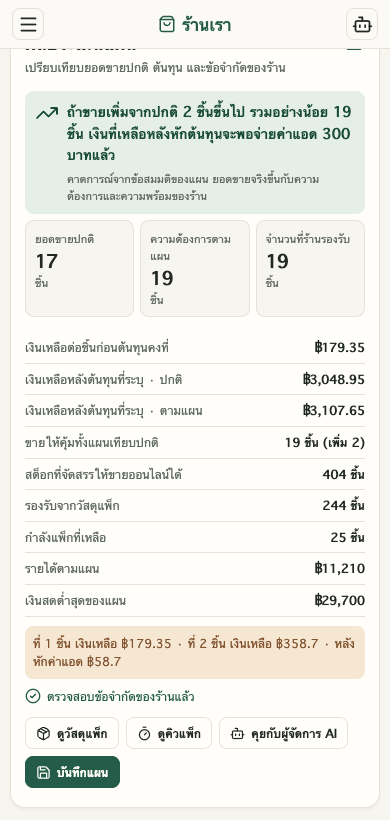 ร้านเรา
เปรียบเทียบยอดขายปกติ ต้นทุน และข้อจำกัดของร้าน
ถ้าขายเพิ่มจากปกติ 2 ชิ้นขึ้นไป รวมอย่างน้อย 19
ชิ้น เงินที่เหลือหลังหักต้นทุนจะพอจ่ายค่าแอด 300
บาทแล้ว
คาดการณ์จากข้อสมมติของแผน ยอดขายจริงขึ้นกับความ
ต้องการและความพร้อมของร้าน
ยอดขายปกติ
17
ชิ้น
ความต้องการตาม
แผน
19
ชิ้น
จำนวนที่ร้านรองรับ
19
ชิ้น
เงินเหลือต่อชิ้นก่อนต้นทุนคงที่ ฿179.35
เงินเหลือหลังต้นทุนที่ระบุ · ปกติ ฿3,048.95
เงินเหลือหลังต้นทุนที่ระบุ · ตามแผน ฿3,107.65
ขายให้คุ้มทั้งแผนเทียบปกติ 19 ชิ้น (เพิ่ม 2)
สต็อกที่จัดสรรให้ขายออนไลน์ได้ 404 ชิ้น
รองรับจากวัสดุแพ็ก 244 ชิ้น
กำลังแพ็กที่เหลือ 25 ชิ้น
รายได้ตามแผน ฿11,210
เงินสดต่ำสุดของแผน ฿29,700
ที่ 1 ชิ้น เงินเหลือ ฿179.35 · ที่ 2 ชิ้น เงินเหลือ ฿358.7 · หลัง
หักค่าแอด ฿58.7
ตรวจสอบข้อจำกัดของร้านแล้ว
ดูวัสดุแพ็ก
ดูคิวแพ็ก
คุยกับผู้จัดการ AI
บันทึกแผน